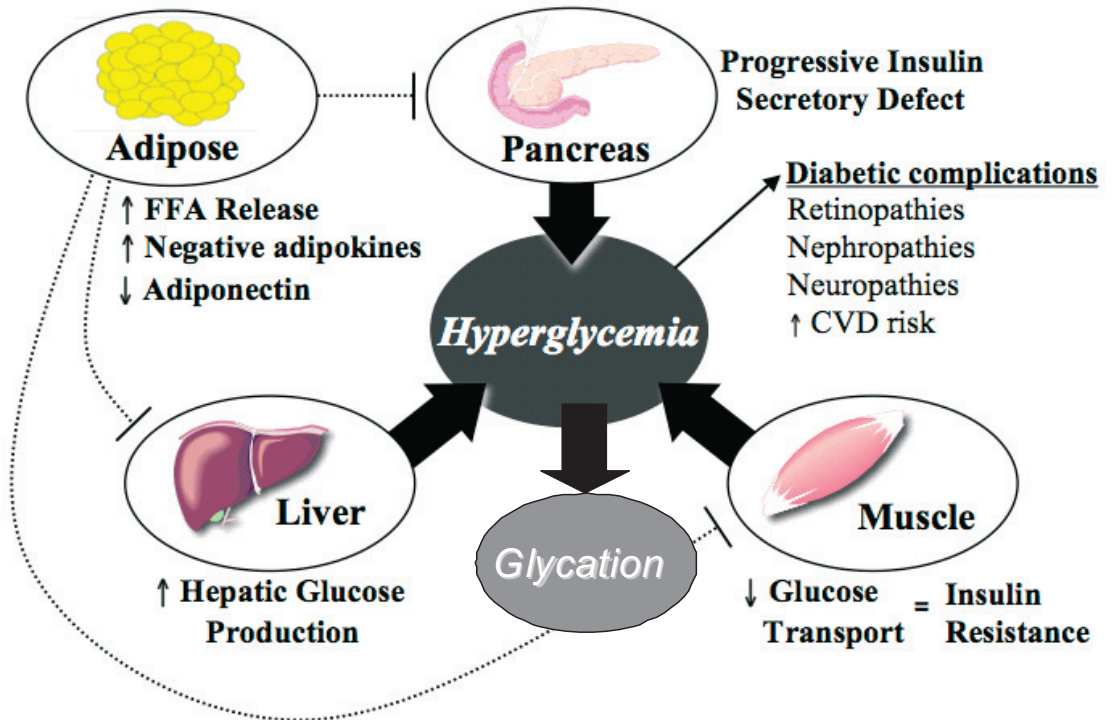 Adipose
↑ FFA Release
↑ Negative adipokines
↓ Adiponectin
Pancreas
Progressive Insulin
Secretory Defect
Diabetic complications
Retinopathies
Nephropathies
Neuropathies
↑ CVD risk
Hyperglycemia
Liver
↑ Hepatic Glucose
Production
Glycation
Muscle
↓ Glucose
Transport
=
Insulin
Resistance